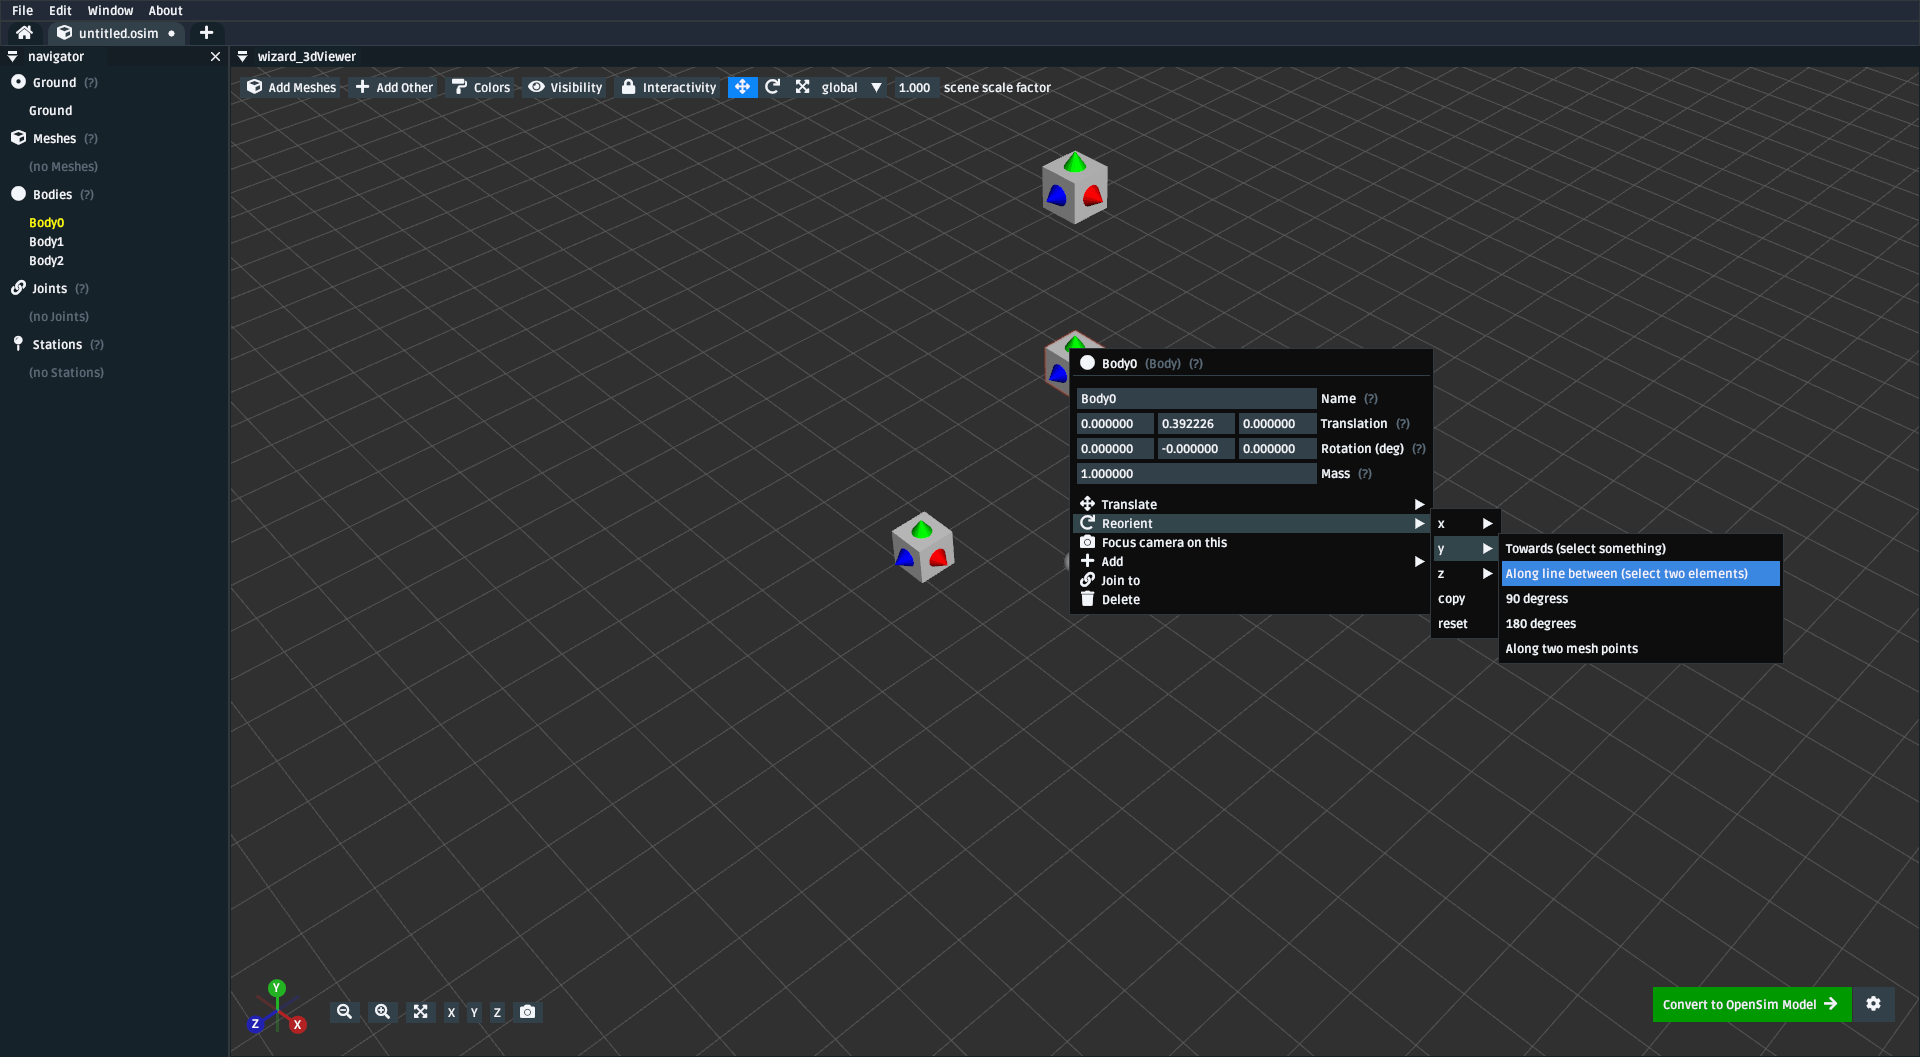 File Edit Window About
untitled.osim
navigator
wizard_3dViewer
Ground (?)
Ground
Meshes (?)
(no Meshes)
Bodies (?)
Body0
Body1
Body2
Joints (?)
(no Joints)
Stations (?)
(no Stations)
Add Meshes Add Other Colors Visibility Interactivity global 1.000 scene scale factor
Body0 (Body) (?)
Body0 Name (?)
0.000000 0.392226 0.000000 Translation (?)
0.000000 -0.000000 0.000000 Rotation (deg) (?)
1.000000 Mass (?)
Translate
Reorient
Focus camera on this
Add
Join to
Delete
x
y
z
copy
reset
Towards (select something)
Along line between (select two elements)
90 degress
180 degrees
Along two mesh points
Y
Z X
X Y Z
Convert to OpenSim Model